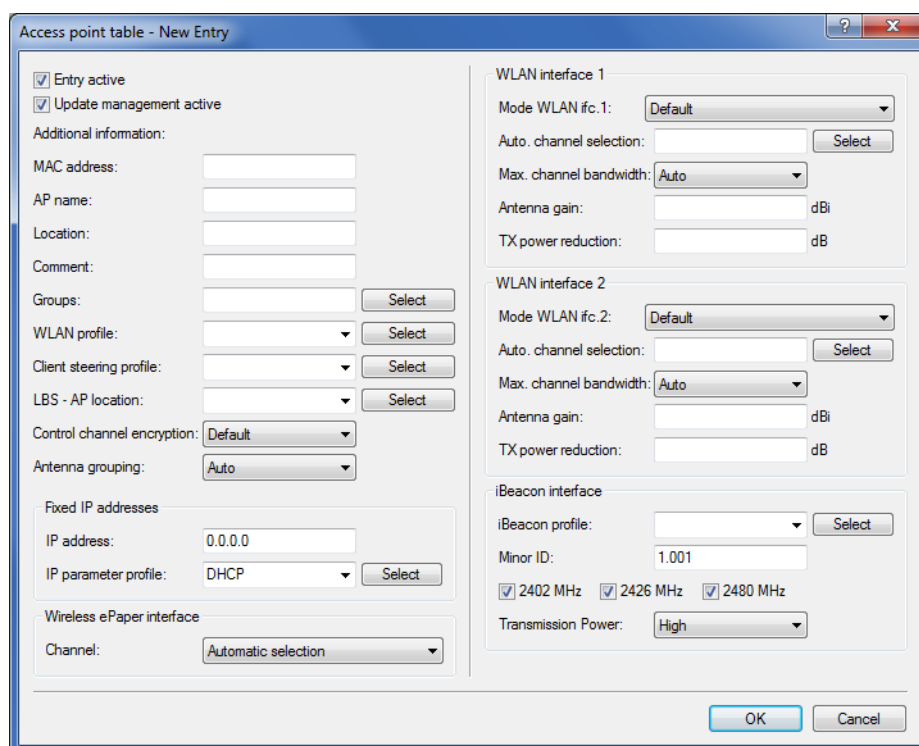 Access point table - New Entry
?
Entry active
Update management active
Additional information:
MAC address:
AP name:
Location:
Comment:
Groups: Select
WLAN profile: Select
Client steering profile: Select
LBS - AP location: Select
Control channel encryption: Default
Antenna grouping: Auto
Fixed IP addresses
IP address: 0.0.0.0
IP parameter profile: DHCP Select
Wireless ePaper interface
Channel: Automatic selection
WLAN interface 1
Mode WLAN ifc.1: Default
Auto. channel selection: Select
Max. channel bandwidth: Auto
Antenna gain: dBi
TX power reduction: dB
WLAN interface 2
Mode WLAN ifc.2: Default
Auto. channel selection: Select
Max. channel bandwidth: Auto
Antenna gain: dBi
TX power reduction: dB
iBeacon interface
iBeacon profile: Select
Minor ID: 1.001
2402 MHz 2426 MHz 2480 MHz
Transmission Power: High
OK Cancel